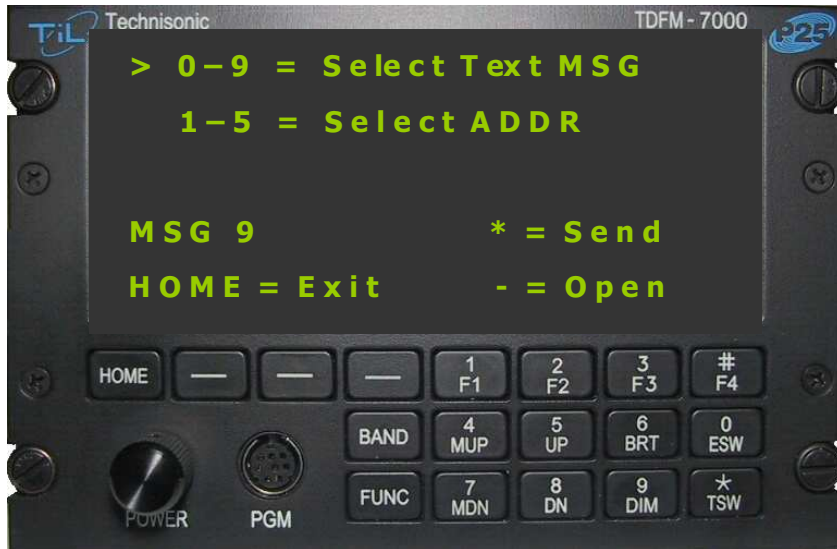 TiL Technisonic TDFM - 7000 P25
> 0-9 = Select Text MSG
1-5 = Select ADDR
MSG 9 * = Send
HOME = Exit - = Open
HOME — — — 1 F1 2 F2 3 F3 # F4
BAND 4 MUP 5 UP 6 BRT 0 ESW
FUNC 7 MDN 8 DN 9 DIM * TSW
POWER PGM